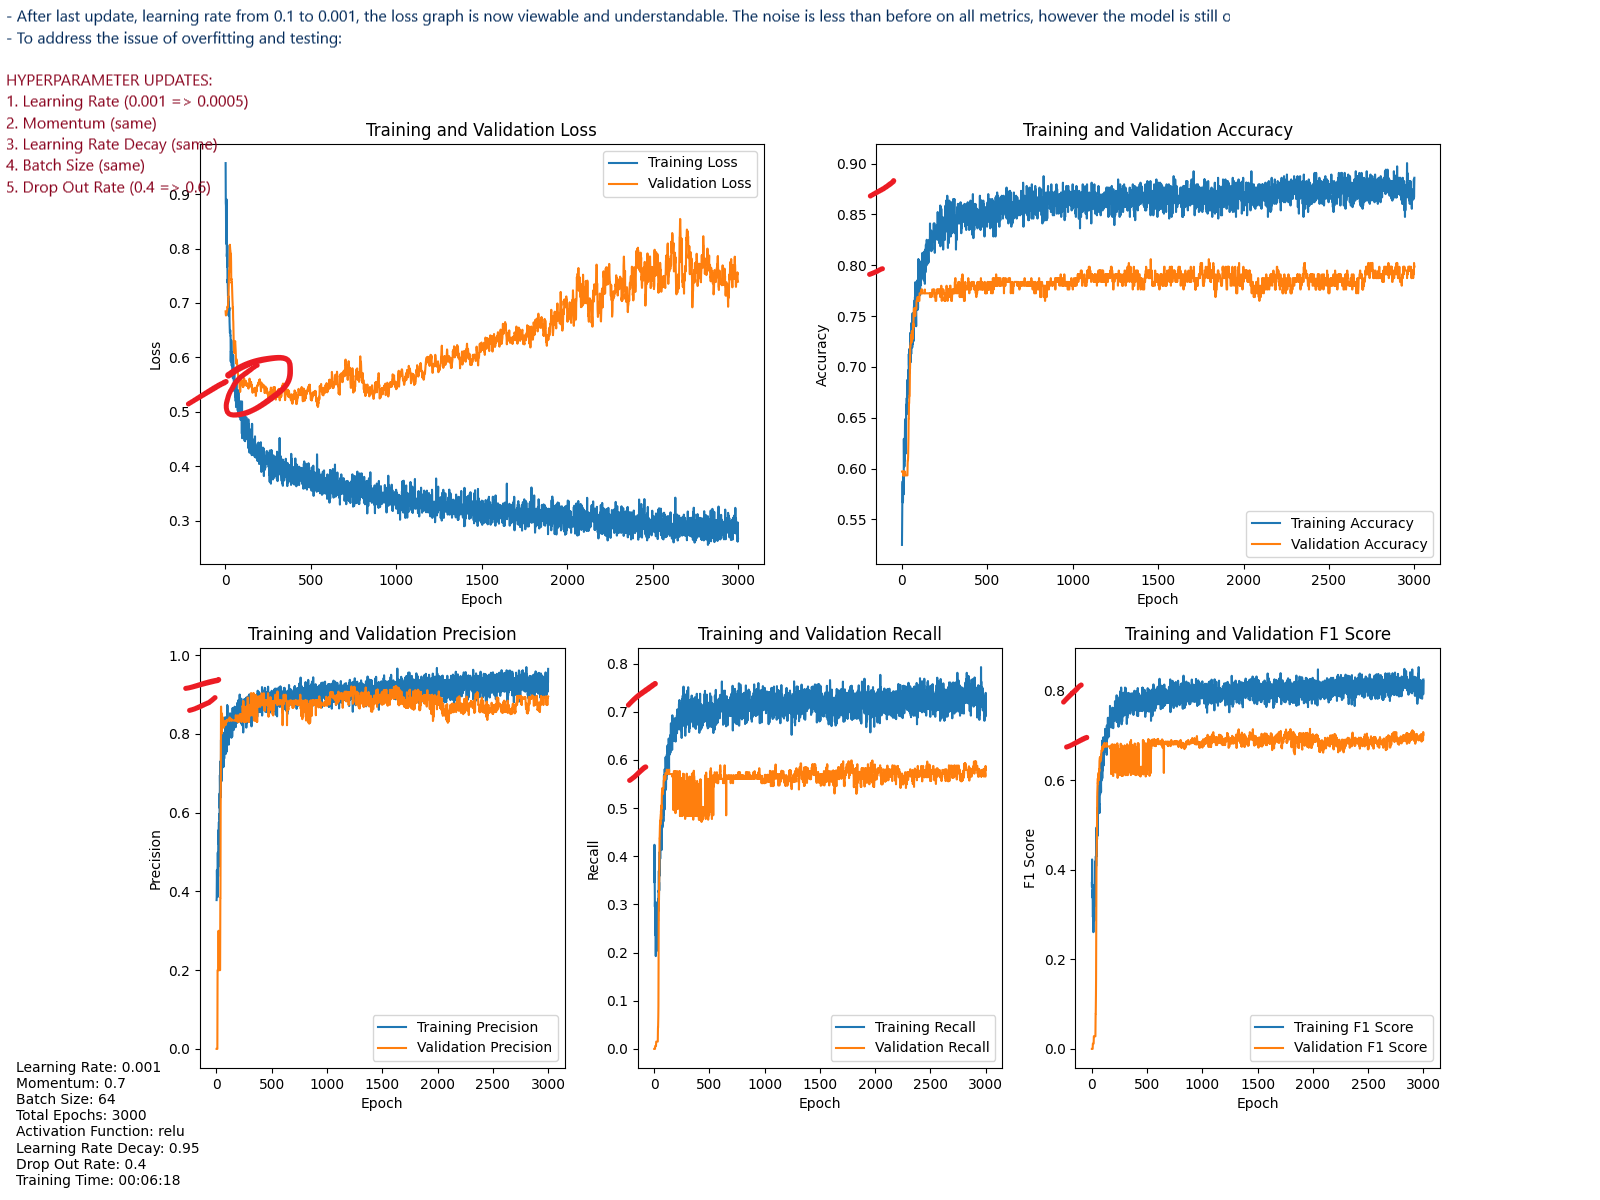 - After last update, learning rate from 0.1 to 0.001, the loss graph is now viewable and understandable. The noise is less than before on all metrics, however the model is still
- To address the issue of overfitting and testing:
HYPERPARAMETER UPDATES:
1. Learning Rate (0.001 => 0.0005)
2. Momentum (same)
3. Learning Rate Decay (same)
4. Batch Size (same)
5. Drop Out Rate (0.4 => 0.6)
Training and Validation Loss
Training Loss
Validation Loss
0.9
0.8
0.7
0.6
0.5
0.4
0.3
Loss
0 500 1000 1500 2000 2500 3000
Epoch
Training and Validation Accuracy
0.90
0.85
0.80
0.75
0.70
0.65
0.60
0.55
Accuracy
Training Accuracy
Validation Accuracy
0 500 1000 1500 2000 2500 3000
Epoch
Training and Validation Precision
1.0
0.8
0.6
0.4
0.2
0.0
Precision
Training Precision
Validation Precision
0 500 1000 1500 2000 2500 3000
Epoch
Training and Validation Recall
0.8
0.7
0.6
0.5
0.4
0.3
0.2
0.1
0.0
Recall
Training Recall
Validation Recall
0 500 1000 1500 2000 2500 3000
Epoch
Training and Validation F1 Score
0.8
0.6
0.4
0.2
0.0
F1 Score
Training F1 Score
Validation F1 Score
0 500 1000 1500 2000 2500 3000
Epoch
Learning Rate: 0.001
Momentum: 0.7
Batch Size: 64
Total Epochs: 3000
Activation Function: relu
Learning Rate Decay: 0.95
Drop Out Rate: 0.4
Training Time: 00:06:18